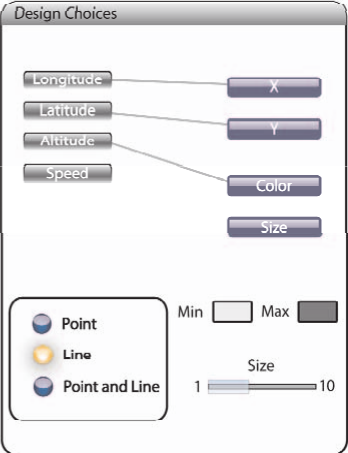 Design Choices
Longitude
X
Latitude
Y
Altitude
Speed
Color
Size
Min
Max
Point
Line
Point and Line
Size
1
10